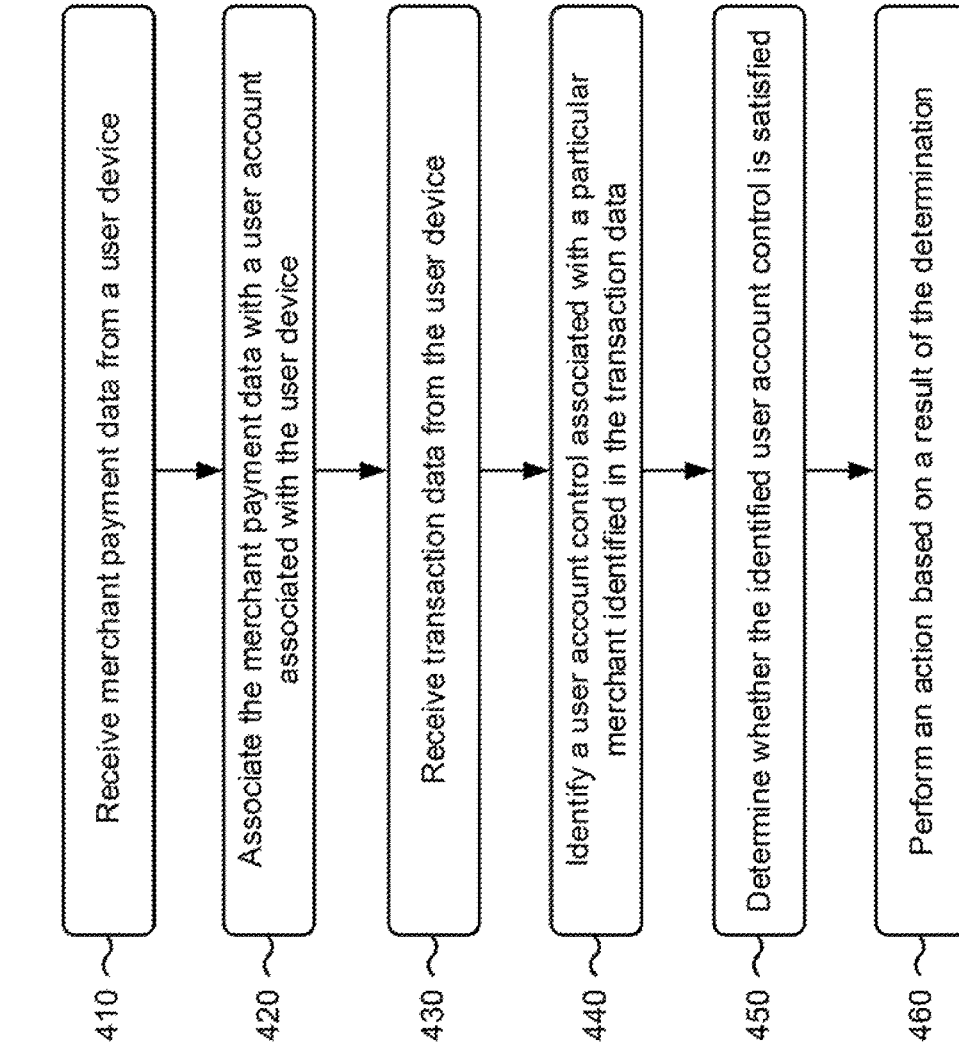 410
Receive merchant payment data from a user device
420
Associate the merchant payment data with a user account
associated with the user device
430
Receive transaction data from the user device
440
Identify a user account control associated with a particular
merchant identified in the transaction data
450
Determine whether the identified user account control is satisfied
460
Perform an action based on a result of the determination